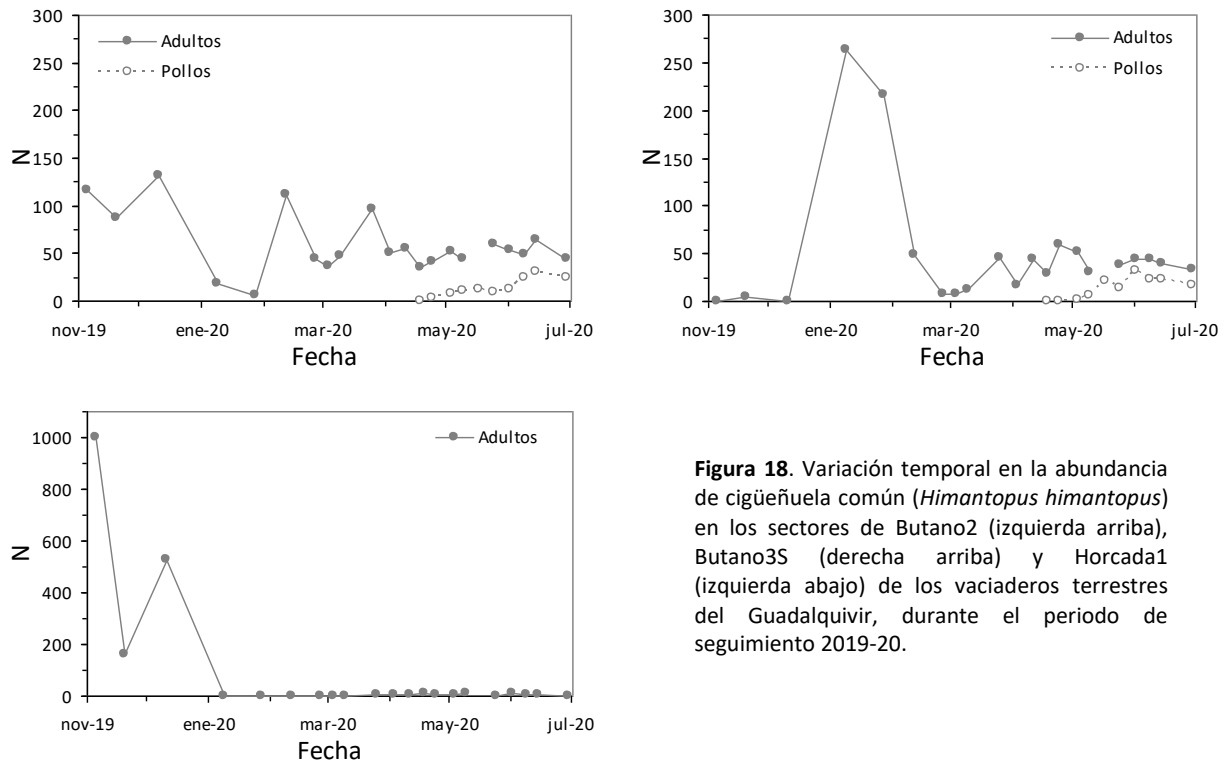 300
250
200
150
100
50
0
N
Adultos
Pollos
nov-19 ene-20 mar-20 may-20 jul-20
Fecha
300
250
200
150
100
50
0
N
Adultos
Pollos
nov-19 ene-20 mar-20 may-20 jul-20
Fecha
1000
800
600
400
200
0
N
Adultos
nov-19 ene-20 mar-20 may-20 jul-20
Fecha
Figura 18. Variación temporal en la abundancia
de cigüeñuela común (Himantopus himantopus)
en los sectores de Butano2 (izquierda arriba),
Butano3S (derecha arriba) y Horcada1
(izquierda abajo) de los vaciaderos terrestres
del Guadalquivir, durante el periodo de
seguimiento 2019-20.